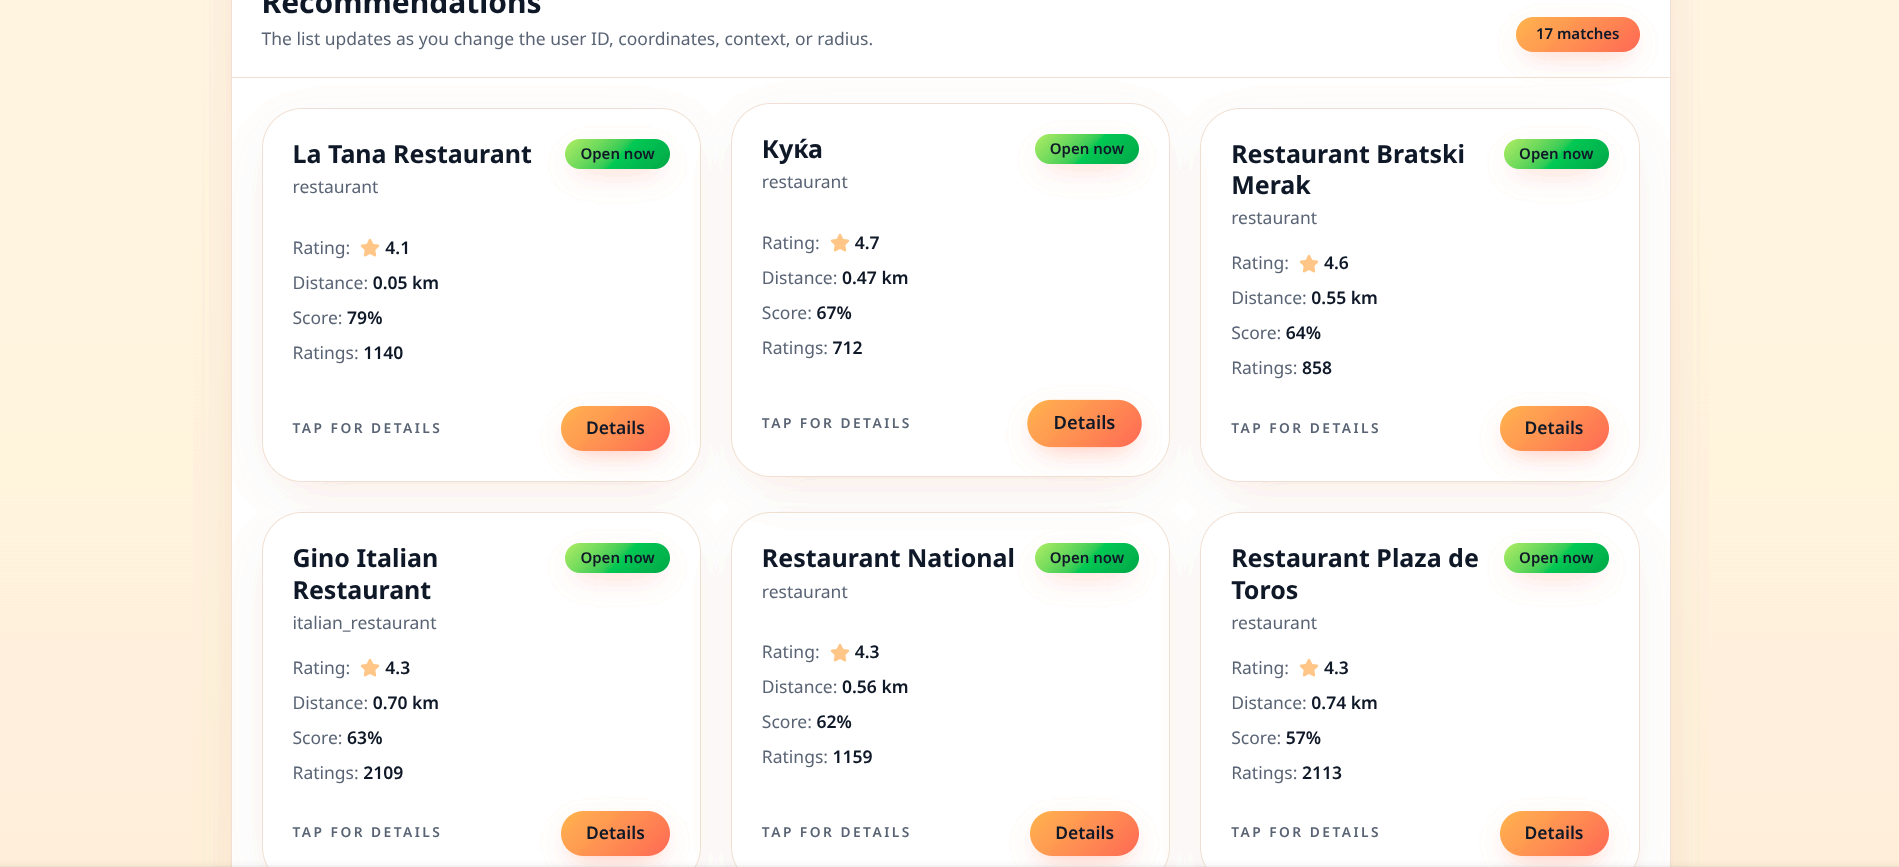 Recommendations
The list updates as you change the user ID, coordinates, context, or radius.
17 matches
La Tana Restaurant
Open now
restaurant
Rating: 4.1
Distance: 0.05 km
Score: 79%
Ratings: 1140
TAP FOR DETAILS
Details
Куќа
Open now
restaurant
Rating: 4.7
Distance: 0.47 km
Score: 67%
Ratings: 712
TAP FOR DETAILS
Details
Restaurant Bratski
Merak
Open now
restaurant
Rating: 4.6
Distance: 0.55 km
Score: 64%
Ratings: 858
TAP FOR DETAILS
Details
Gino Italian
Restaurant
Open now
italian_restaurant
Rating: 4.3
Distance: 0.70 km
Score: 63%
Ratings: 2109
TAP FOR DETAILS
Details
Restaurant National
Open now
restaurant
Rating: 4.3
Distance: 0.56 km
Score: 62%
Ratings: 1159
TAP FOR DETAILS
Details
Restaurant Plaza de
Toros
Open now
restaurant
Rating: 4.3
Distance: 0.74 km
Score: 57%
Ratings: 2113
TAP FOR DETAILS
Details